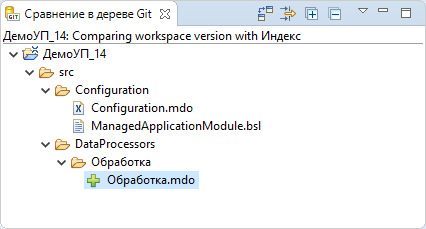 Сравнение в дереве Git
ДемоУП_14: Comparing workspace version with Индекс
ДемоУП_14
src
Configuration
Configuration.mdo
ManagedApplicationModule.bsl
DataProcessors
Обработка
Обработка.mdo